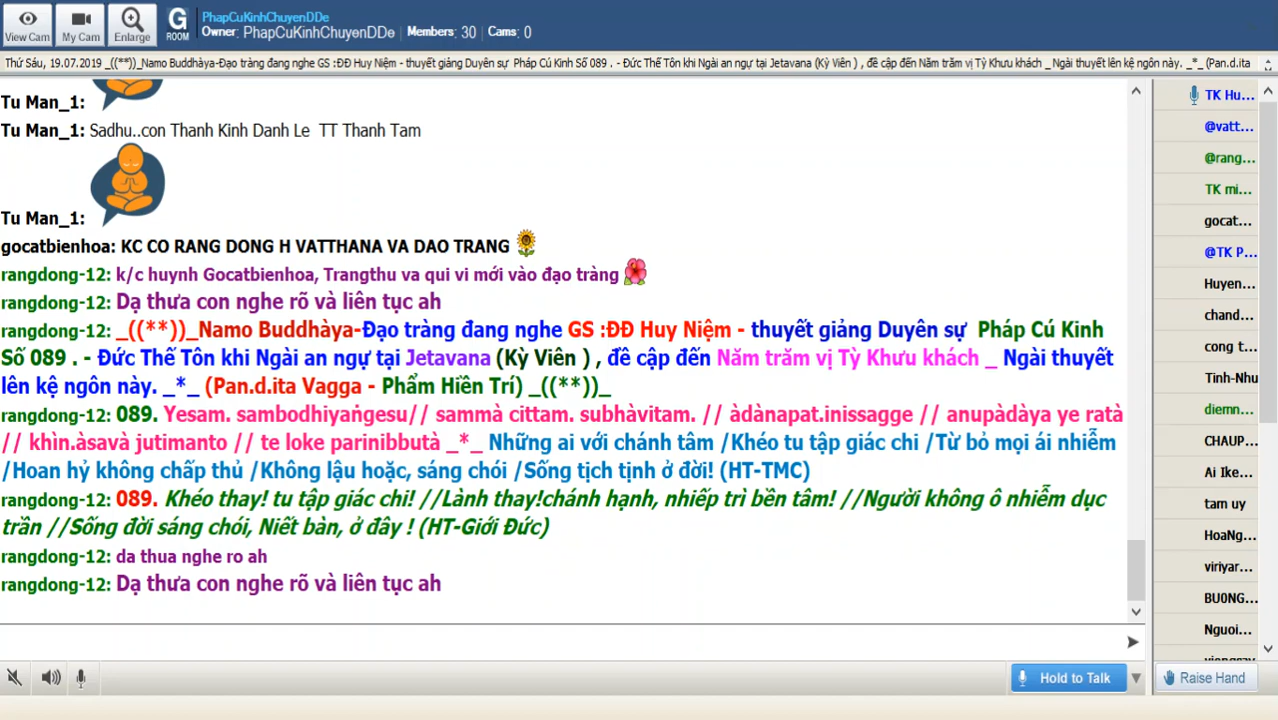 PhapCuKinhChuyenDDe
View Cam
My Cam
Enlarge
G ROOM
Owner: PhapCuKinhChuyenDDe Members: 30 Cams: 0
Thứ Sáu, 19.07.2019 _((**))_Namo Buddhàya-Đạo tràng đang nghe GS :ĐĐ Huy Niệm - thuyết giảng Duyên sự Pháp Cú Kinh Số 089 . - Đức Thế Tôn khi Ngài an ngự tại Jetavana (Kỳ Viên ) , đề cập đến Năm trăm vị Tỳ Khưu khách _ Ngài thuyết lên kệ ngôn này. _*_ (Pan.d.ita
Tu Man_1:
Tu Man_1: Sadhu..con Thanh Kinh Danh Le TT Thanh Tam
Tu Man_1:
gocatbienhoa: KC CO RANG DONG H VATTHANA VA DAO TRANG
rangdong-12: k/c huynh Gocatbienhoa, Trangthu va qui vi mới vào đạo tràng
rangdong-12: Dạ thưa con nghe rõ và liên tục ah
rangdong-12: _((**))_Namo Buddhàya-Đạo tràng đang nghe GS :ĐĐ Huy Niệm - thuyết giảng Duyên sự Pháp Cú Kinh
Số 089 . - Đức Thế Tôn khi Ngài an ngự tại Jetavana (Kỳ Viên ) , đề cập đến Năm trăm vị Tỳ Khưu khách _ Ngài thuyết
lên kệ ngôn này. _*_ (Pan.d.ita Vagga - Phẩm Hiền Trí) _((**))_
rangdong-12: 089. Yesam. sambodhiyaṅgesu// sammà cittam. subhàvitam. // àdànapat.inissagge // anupàdàya ye ratà
// khìn.àsavà jutimanto // te loke parinibbutà _*_ Những ai với chánh tâm /Khéo tu tập giác chi /Từ bỏ mọi ái nhiễm
/Hoan hỷ không chấp thủ /Không lậu hoặc, sáng chói /Sống tịch tịnh ở đời! (HT-TMC)
rangdong-12: 089. Khéo thay! tu tập giác chi! //Lành thay!chánh hạnh, nhiếp trì bền tâm! //Người không ô nhiễm dục
trần //Sống đời sáng chói, Niết bàn, ở đây ! (HT-Giới Đức)
rangdong-12: da thua nghe ro ah
rangdong-12: Dạ thưa con nghe rõ và liên tục ah
TK Hu...
@vatt...
@rang...
TK mi...
gocat...
@TK P...
Huyen...
chand...
cong t...
Tinh-Nhu
diemn...
CHAUP...
Ai Ike...
tam uy
HoaNg...
viriyar...
BU0NG...
Nguoi...
Hold to Talk
Raise Hand